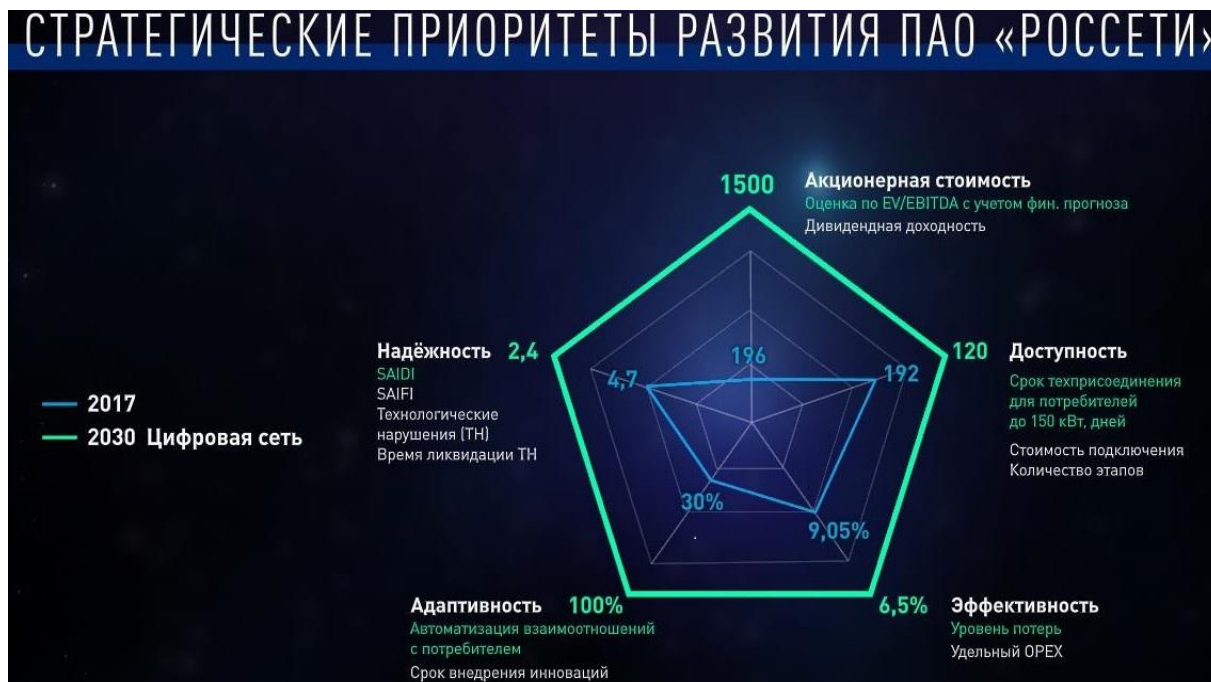 СТРАТЕГИЧЕСКИЕ ПРИОРИТЕТЫ РАЗВИТИЯ ПАО «РОССЕТИ»
1500
Акционерная стоимость
Оценка по EV/EBITDA с учетом фин. прогноза
Дивидендная доходность
Надёжность 2,4
SAIDI
SAIFI
Технологические
нарушения (ТН)
Время ликвидации ТН
4,7
196
192
120 Доступность
Срок техприсоединения
для потребителей
до 150 кВт, дней
Стоимость подключения
Количество этапов
2017
2030 Цифровая сеть
30%
9,05%
Адаптивность 100%
Автоматизация взаимоотношений
с потребителем
Срок внедрения инноваций
6,5% Эффективность
Уровень потерь
Удельный OPEX